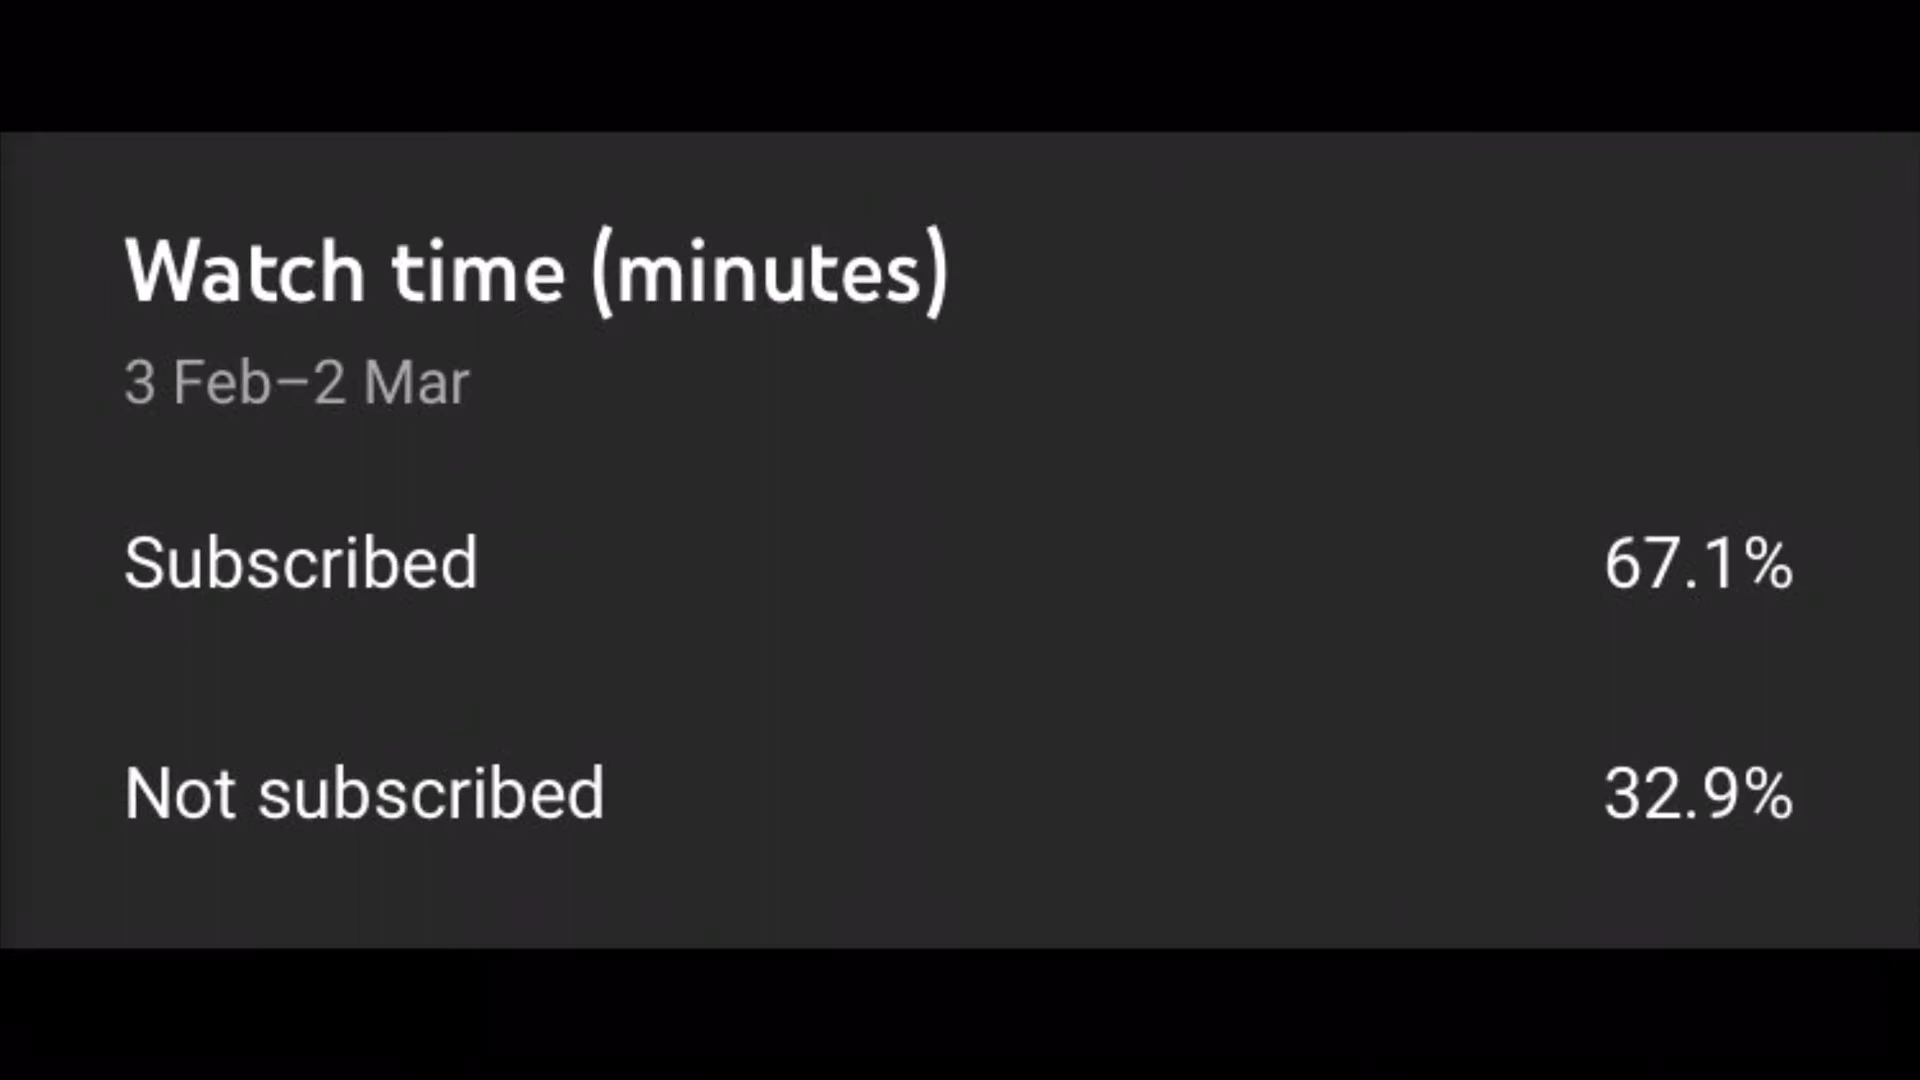 Watch time (minutes)
3 Feb–2 Mar
Subscribed 67.1%
Not subscribed 32.9%